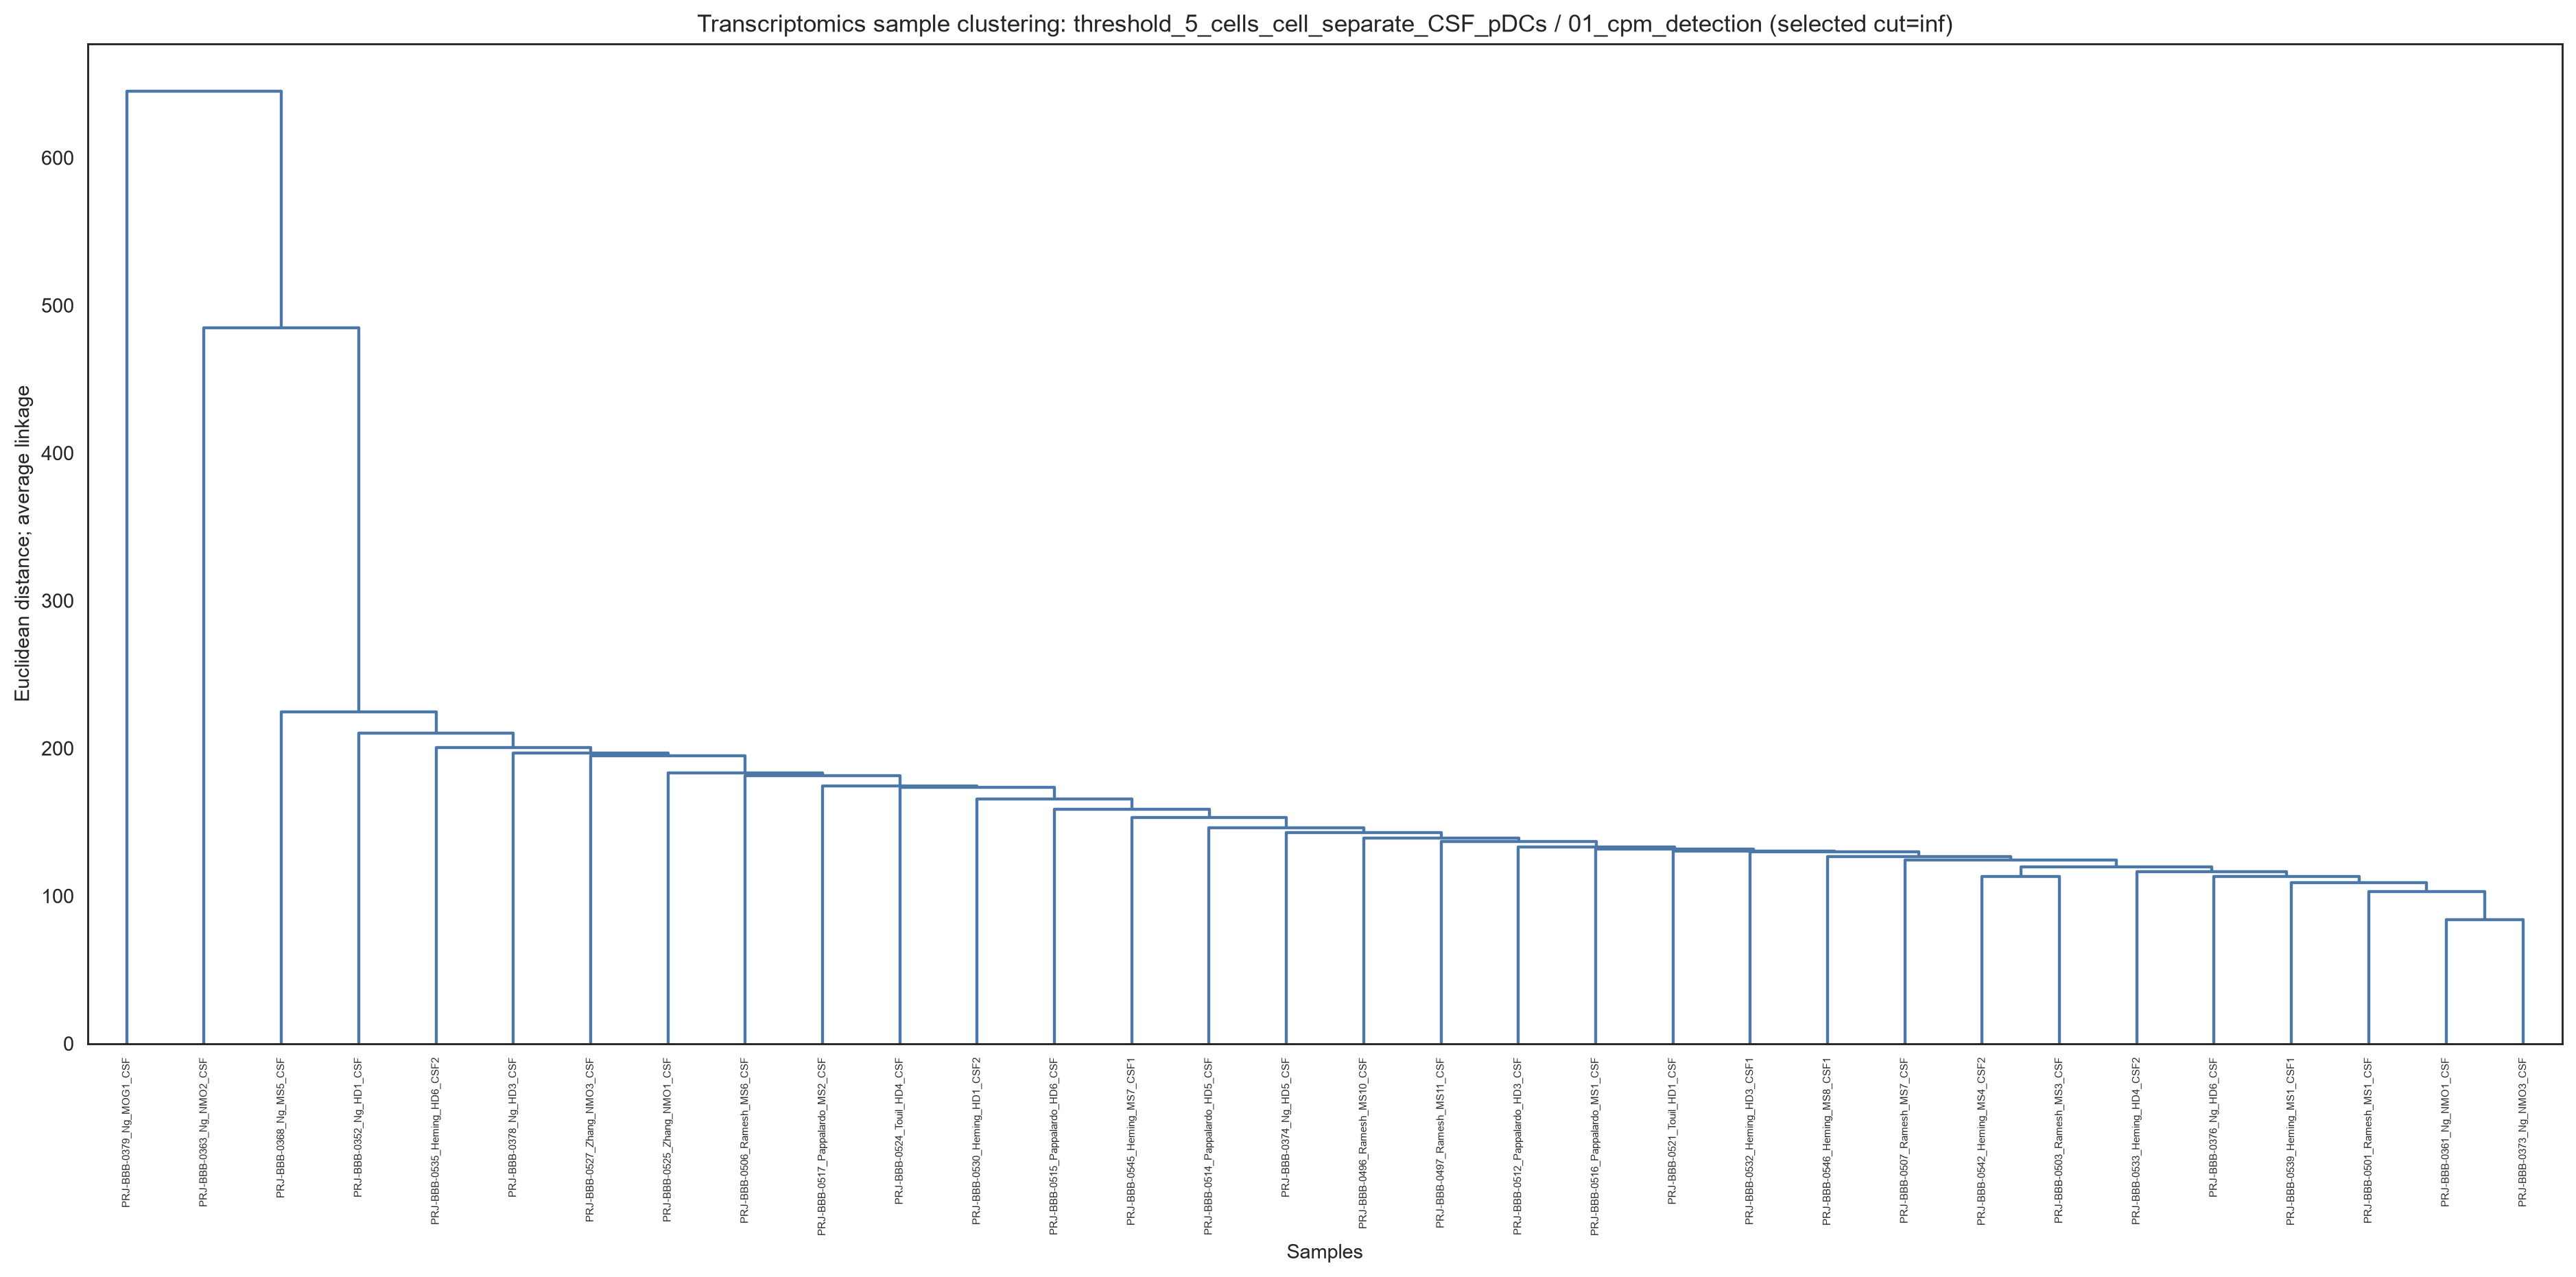 Transcriptomics sample clustering: threshold_5_cells_cell_separate_CSF_pDCs / 01_cpm_detection (selected cut=inf)
Euclidean distance; average linkage
600
500
400
300
200
100
0
PRJ-BBB-0379_Ng_MOG1_CSF
PRJ-BBB-0363_Ng_NMO2_CSF
PRJ-BBB-0368_Ng_MS5_CSF
PRJ-BBB-0352_Ng_HD1_CSF
PRJ-BBB-0535_Heming_HD6_CSF2
PRJ-BBB-0378_Ng_HD3_CSF
PRJ-BBB-0527_Zhang_NMO3_CSF
PRJ-BBB-0525_Zhang_NMO1_CSF
PRJ-BBB-0506_Ramesh_MS6_CSF
PRJ-BBB-0517_Pappalardo_MS2_CSF
PRJ-BBB-0524_Touil_HD4_CSF
PRJ-BBB-0530_Heming_HD1_CSF2
PRJ-BBB-0515_Pappalardo_HD6_CSF
PRJ-BBB-0545_Heming_MS7_CSF1
PRJ-BBB-0514_Pappalardo_HD5_CSF
PRJ-BBB-0374_Ng_HD5_CSF
PRJ-BBB-0496_Ramesh_MS10_CSF
PRJ-BBB-0497_Ramesh_MS11_CSF
PRJ-BBB-0512_Pappalardo_HD3_CSF
PRJ-BBB-0516_Pappalardo_MS1_CSF
PRJ-BBB-0521_Touil_HD1_CSF
PRJ-BBB-0532_Heming_HD3_CSF1
PRJ-BBB-0546_Heming_MS8_CSF1
PRJ-BBB-0507_Ramesh_MS7_CSF
PRJ-BBB-0542_Heming_MS4_CSF2
PRJ-BBB-0503_Ramesh_MS3_CSF
PRJ-BBB-0533_Heming_HD4_CSF2
PRJ-BBB-0376_Ng_HD6_CSF
PRJ-BBB-0539_Heming_MS1_CSF1
PRJ-BBB-0501_Ramesh_MS1_CSF
PRJ-BBB-0361_Ng_NMO1_CSF
PRJ-BBB-0373_Ng_NMO3_CSF
Samples